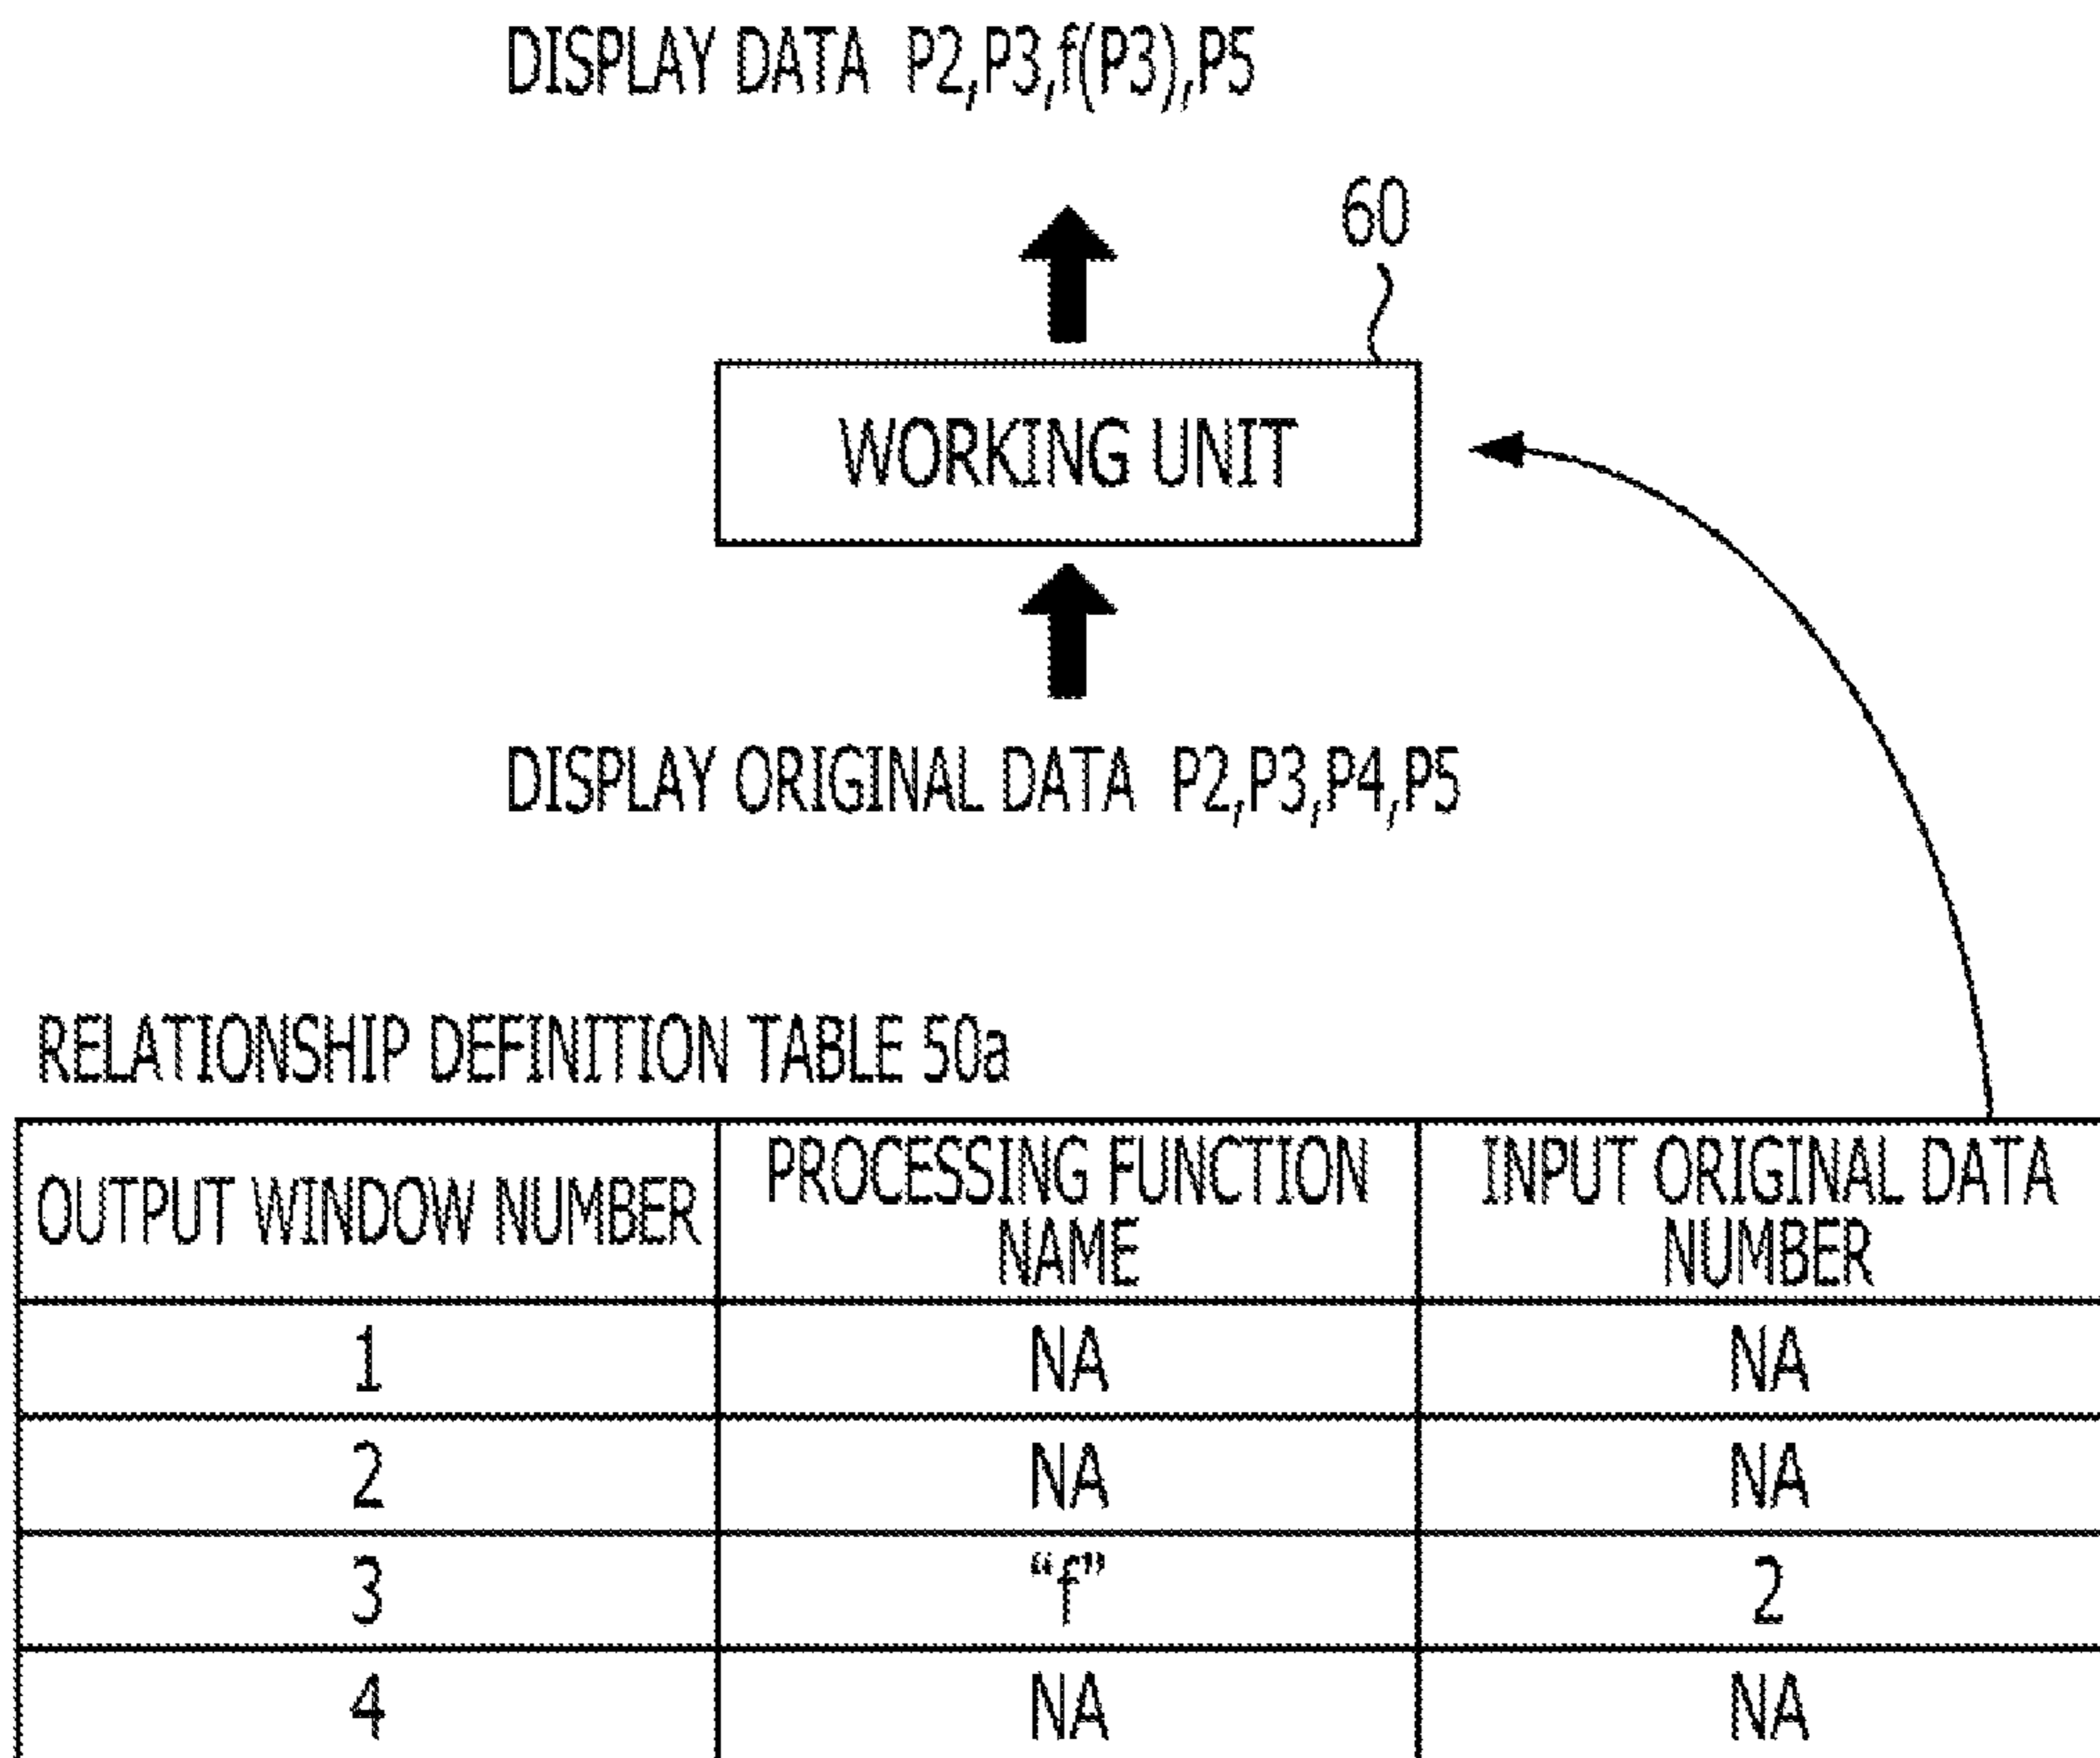 DISPLAY DATA P2,P3,f(P3),P5
60
WORKING UNIT
DISPLAY ORIGINAL DATA P2,P3,P4,P5
RELATIONSHIP DEFINITION TABLE 50a
OUTPUT WINDOW NUMBER
PROCESSING FUNCTION
NAME
INPUT ORIGINAL DATA
NUMBER
1 NA NA
2 NA NA
3 “f” 2
4 NA NA